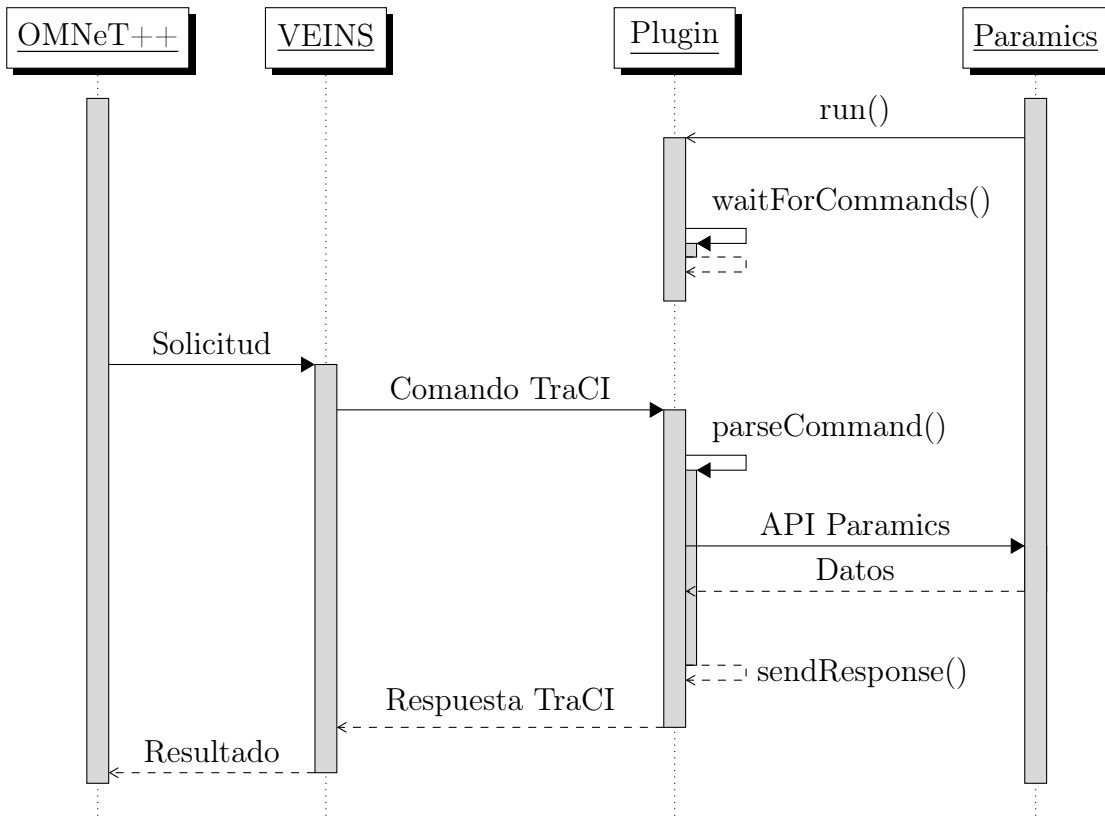 OMNeT++
VEINS
Plugin
Paramics
run()
waitForCommands()
Solicitud
Comando TraCI
parseCommand()
API Paramics
Datos
sendResponse()
Respuesta TraCI
Resultado